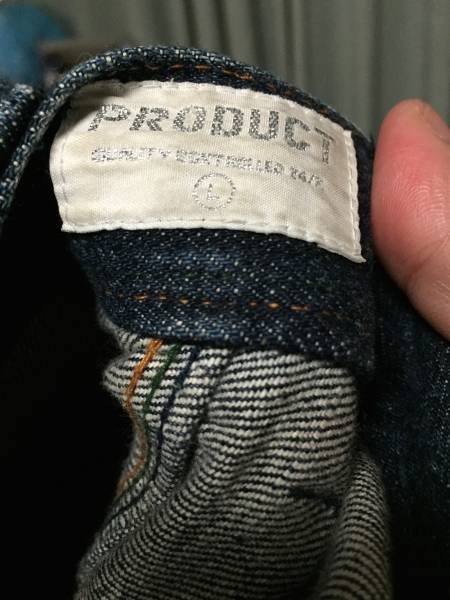 PRODUCT
QUALITY CONTROLLED 24/7
L